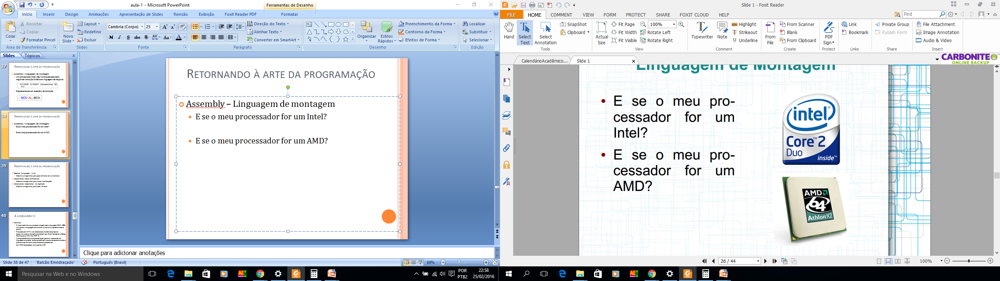 aula-1 - Microsoft PowerPoint
Ferramentas de Desenho
Início Inserir Design Animações Apresentação de Slides Revisão Exibição Foxit Reader PDF Formatar
Colar
Recortar
Copiar
Formatar Pincel
Área de Transferência
Novo
Slide
Layout
Redefinir
Excluir
Slides
Cambria (Corpo) 25
Fonte
Direção do Texto
Alinhar Texto
Converter em SmartArt
Parágrafo
Organizar
Estilos
Rápidos
Preenchimento da Forma
Contorno da Forma
Efeitos de Forma
Desenho
Localizar
Substituir
Selecionar
Edição
Slides Tópicos
37
RETORNANDO À ARTE DA PROGRAMAÇÃO
Assembly – Linguagem de montagem
Um processador Intel x86/IA-32 pode executar a
seguinte instrução binária em linguagem de máquina
– 10110000 01100001 (Hexadecimal: B0
61)
Representação em Assembly da instrução
– MOV AL, #61h
38
RETORNANDO À ARTE DA PROGRAMAÇÃO
Assembly – Linguagem de montagem
E se o meu processador for um Intel?
E se o meu processador for um AMD?
39
RETORNANDO À ARTE DA PROGRAMAÇÃO
40
A LINGUAGEM C
Histórico
RETORNANDO À ARTE DA PROGRAMAÇÃO
Assembly – Linguagem de montagem
E se o meu processador for um Intel?
E se o meu processador for um AMD?
Clique para adicionar anotações
Slide 38 de 47 "Balcão Envidraçado" Português (Brasil) 69%
Pesquisar na Web e no Windows
POR
PTB2
22:58
25/02/2016
Slide 1 - Foxit Reader
FILE HOME COMMENT VIEW FORM PROTECT SHARE FOXIT CLOUD HELP
Find
Hand
Select
Text
Select
Annotation
SnapShot
Clipboard
Tools
Actual
Size
Fit Page
Fit Width
Fit Visible
100%
Rotate Left
Rotate Right
View
Typewriter
Note
Highlight
Strikeout
Underline
Comment
From
File
From Scanner
Blank
From Clipboard
Create
PDF
Sign
Protect
Link
Bookmark
Links
Private Group
Publish Form
Share
File Attachment
Image Annotation
Audio & Video
Insert
CalendárioAcadêmico... Slide 1
CARBONITE
ONLINE BACKUP
Linguagem de Montagem
• E se o meu pro-
cessador for um
Intel?
• E se o meu pro-
cessador for um
AMD?
intel
Core™ 2
Duo
inside™
AMD
64
Athlon X2
26 / 44
100%